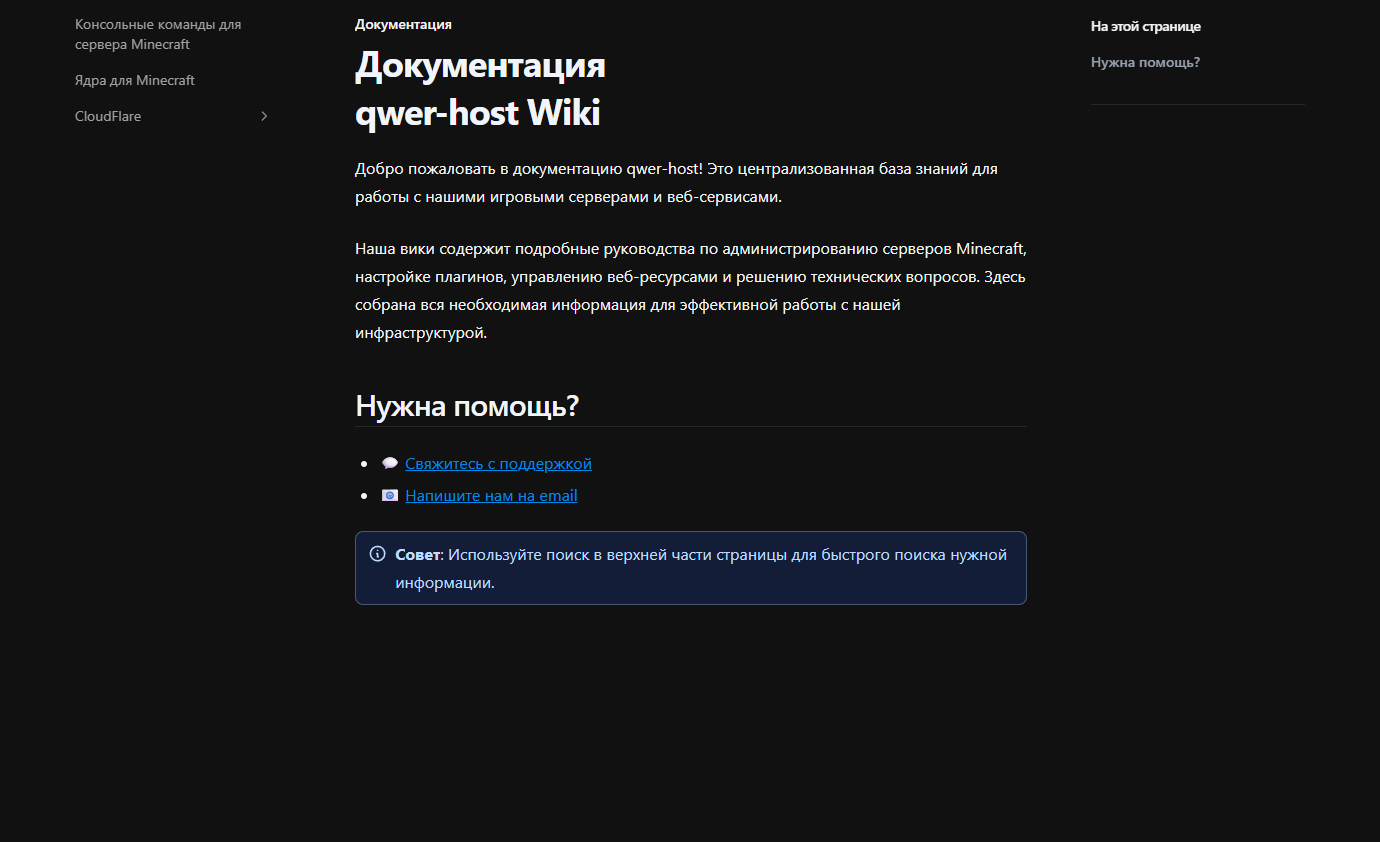 Консольные команды для
сервера Minecraft
Ядра для Minecraft
CloudFlare
Документация
Документация
qwer-host Wiki
Добро пожаловать в документацию qwer-host! Это централизованная база знаний для
работы с нашими игровыми серверами и веб-сервисами.
Наша вики содержит подробные руководства по администрированию серверов Minecraft,
настройке плагинов, управлению веб-ресурсами и решению технических вопросов. Здесь
собрана вся необходимая информация для эффективной работы с нашей
инфраструктурой.
Нужна помощь?
Свяжитесь с поддержкой
Напишите нам на email
Совет: Используйте поиск в верхней части страницы для быстрого поиска нужной
информации.
На этой странице
Нужна помощь?